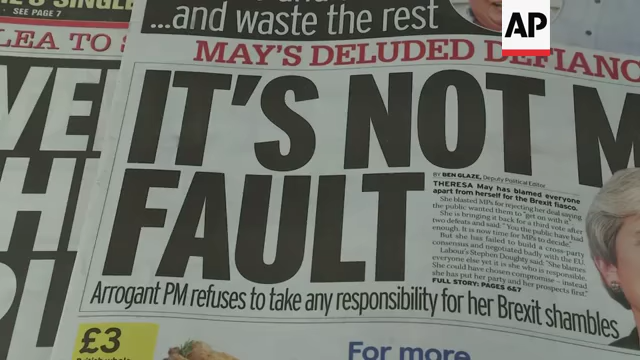 SINGLE
SEE PAGE 7
...and waste the rest
AP
LEA TO S
MAY'S DELUDED DEFIANC
IT'S NOT M
FAULT
BY BEN GLAZE, Deputy Political Editor
THERESA May has blamed everyone
apart from herself for the Brexit fiasco.
She blasted MPs for rejecting her deal saying
the public wanted them to "get on with it".
She is bringing it back for a third vote after
two defeats and said: "You the public have had
enough. It is now time for MPs to decide."
But she has failed to build a cross-party
consensus and negotiated badly with the EU.
Labour's Stephen Doughty said: "She blames
everyone else yet it is she who is responsible.
She could have chosen compromise – instead
she has put her party and her prospects first."
FULL STORY: PAGES 6&7
Arrogant PM refuses to take any responsibility for her Brexit shambles
£3
For more